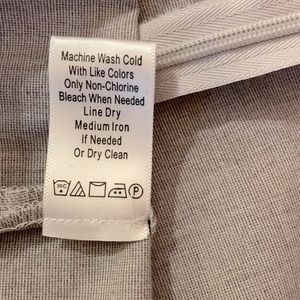 Machine Wash Cold
With Like Colors
Only Non-Chlorine
Bleach When Needed
Line Dry
Medium Iron
If Needed
Or Dry Clean
30C P